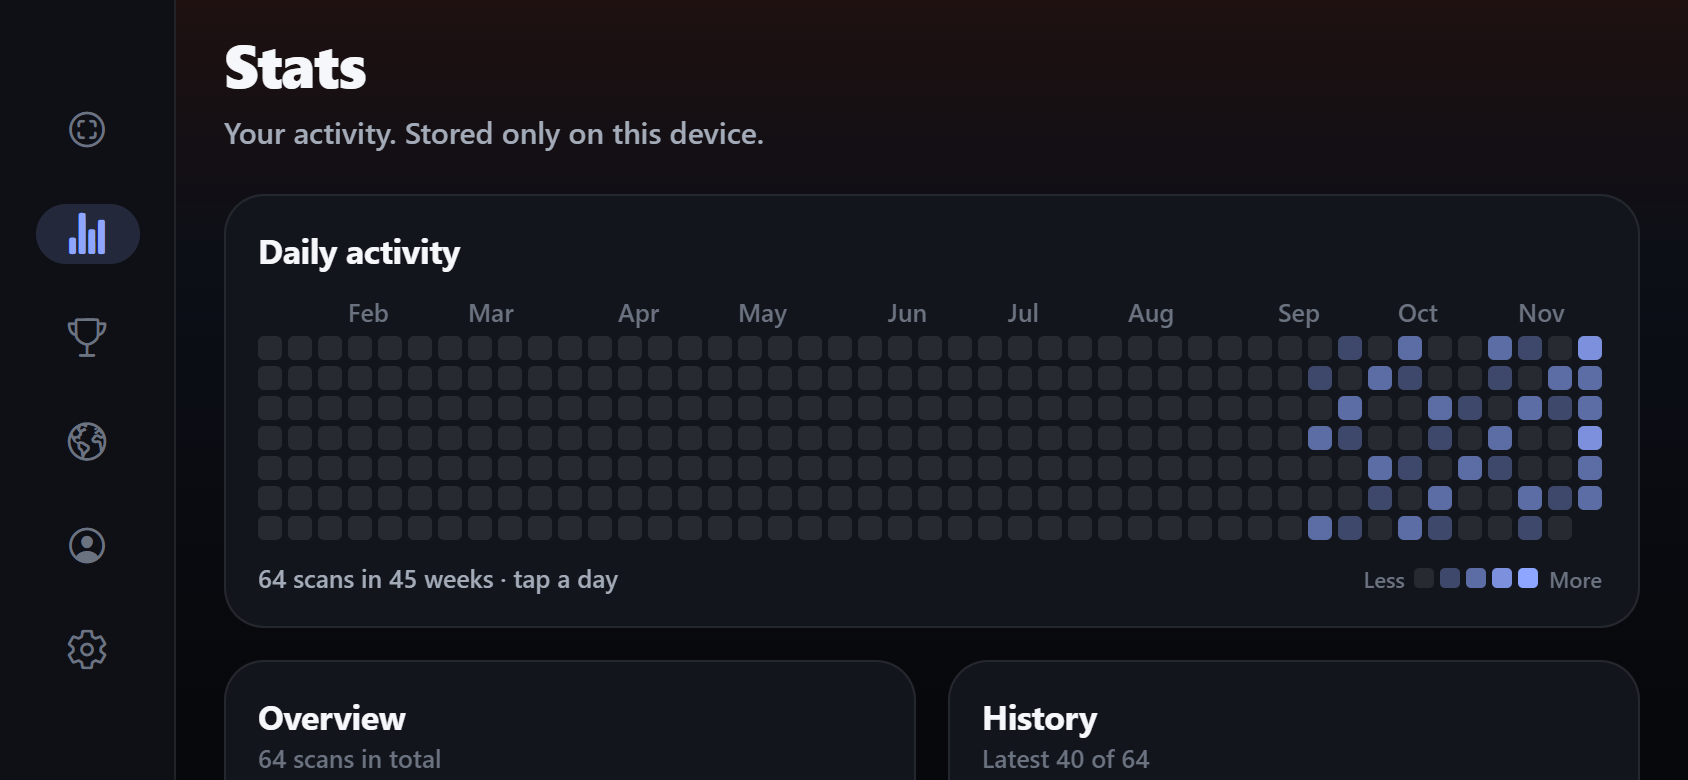 Stats
Your activity. Stored only on this device.
Daily activity
Feb Mar Apr May Jun Jul Aug Sep Oct Nov
64 scans in 45 weeks · tap a day
Less More
Overview
64 scans in total
History
Latest 40 of 64